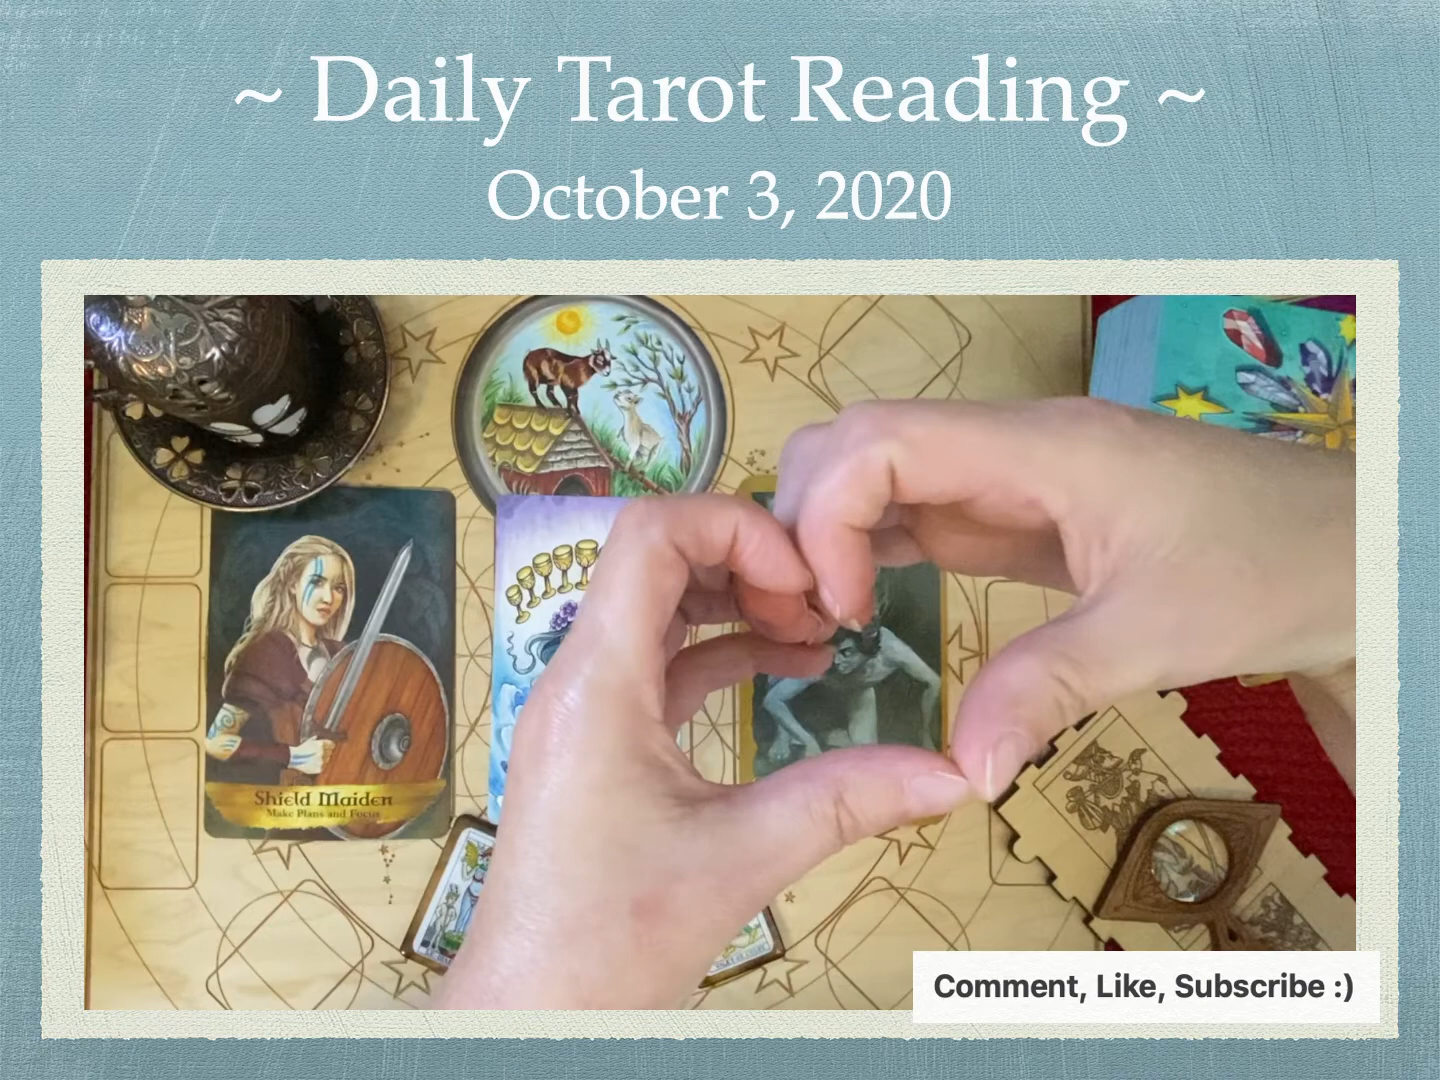 ~ Daily Tarot Reading ~
October 3, 2020
Shield Maiden
Make Plans and Focus
Comment, Like, Subscribe :)